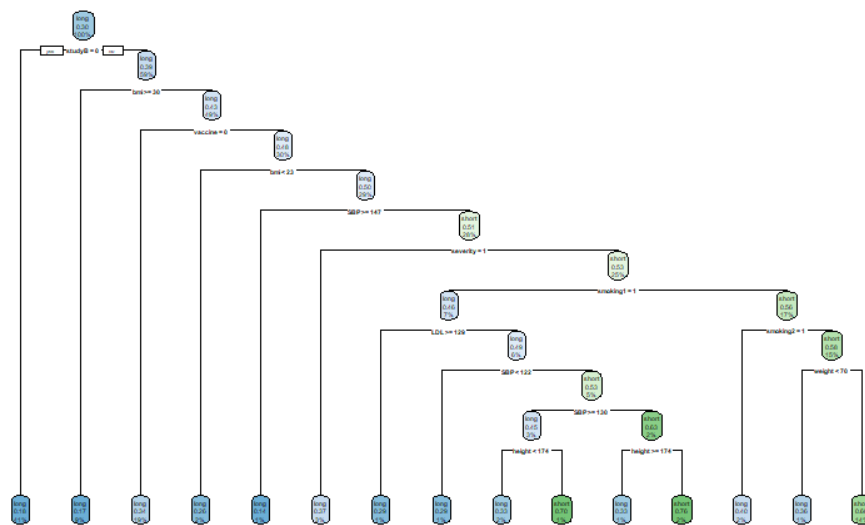 long
0.30
100%
yes studyB = 0 no
long
0.39
59%
bmi >= 30
long
0.43
49%
vaccine = 0
long
0.48
30%
bmi < 23
long
0.50
28%
SBP >= 147
short
0.51
26%
severity = 1
short
0.53
25%
smoking1 = 1
long
0.46
7%
short
0.56
17%
LDL >= 129
smoking2 = 1
long
0.49
6%
short
0.58
15%
SBP < 122
weight < 70
short
0.53
5%
SBP >= 130
long
0.45
3%
short
0.63
2%
height < 174
height >= 174
long long long long long long long long long short long short long long
0.18 0.17 0.34 0.26 0.14 0.37 0.29 0.29 0.33 0.70 0.33 0.76 0.40 0.36